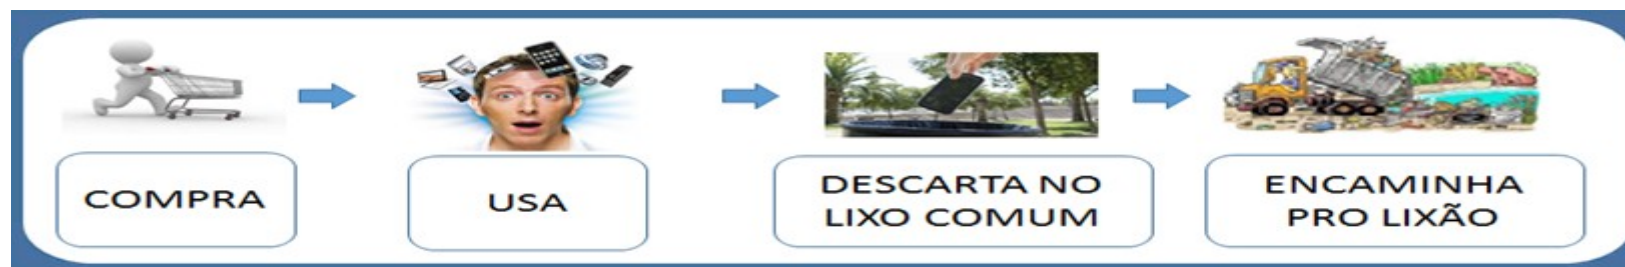 COMPRA
USA
DESCARTA NO
LIXO COMUM
ENCAMINHA
PRO LIXÃO